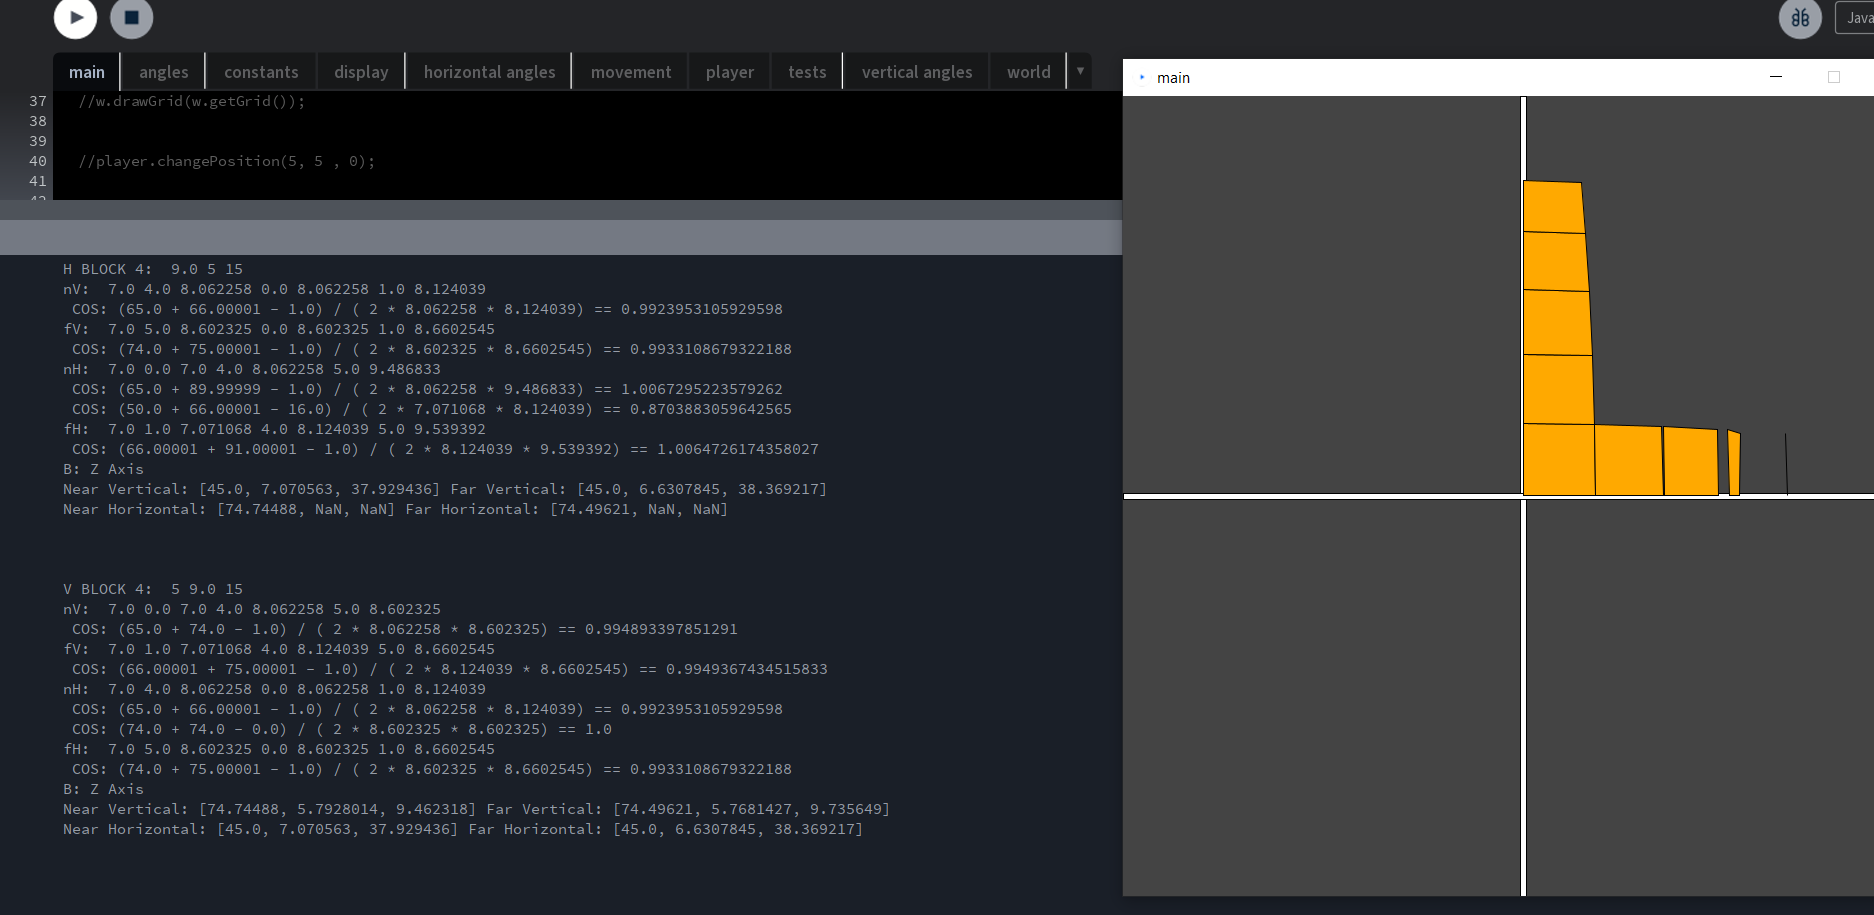 Java
main angles constants display horizontal angles movement player tests vertical angles world
main
37 //w.drawGrid(w.getGrid());
38
39
40 //player.changePosition(5, 5 , 0);
41
42
H BLOCK 4:  9.0 5 15
nV:  7.0 4.0 8.062258 0.0 8.062258 1.0 8.124039
COS: (65.0 + 66.00001 - 1.0) / ( 2 * 8.062258 * 8.124039) == 0.9923953105929598
fV:  7.0 5.0 8.602325 0.0 8.602325 1.0 8.6602545
COS: (74.0 + 75.00001 - 1.0) / ( 2 * 8.602325 * 8.6602545) == 0.9933108679322188
nH:  7.0 0.0 7.0 4.0 8.062258 5.0 9.486833
COS: (65.0 + 89.99999 - 1.0) / ( 2 * 8.062258 * 9.486833) == 1.0067295223579262
COS: (50.0 + 66.00001 - 16.0) / ( 2 * 7.071068 * 8.124039) == 0.8703883059642565
fH:  7.0 1.0 7.071068 4.0 8.124039 5.0 9.539392
COS: (66.00001 + 91.00001 - 1.0) / ( 2 * 8.124039 * 9.539392) == 1.0064726174358027
B: Z Axis
Near Vertical: [45.0, 7.070563, 37.929436] Far Vertical: [45.0, 6.6307845, 38.369217]
Near Horizontal: [74.74488, NaN, NaN] Far Horizontal: [74.49621, NaN, NaN]
V BLOCK 4:  5 9.0 15
nV:  7.0 0.0 7.0 4.0 8.062258 5.0 8.602325
COS: (65.0 + 74.0 - 1.0) / ( 2 * 8.062258 * 8.602325) == 0.994893397851291
fV:  7.0 1.0 7.071068 4.0 8.124039 5.0 8.6602545
COS: (66.00001 + 75.00001 - 1.0) / ( 2 * 8.124039 * 8.6602545) == 0.9949367434515833
nH:  7.0 4.0 8.062258 0.0 8.062258 1.0 8.124039
COS: (65.0 + 66.00001 - 1.0) / ( 2 * 8.062258 * 8.124039) == 0.9923953105929598
COS: (74.0 + 74.0 - 0.0) / ( 2 * 8.602325 * 8.602325) == 1.0
fH:  7.0 5.0 8.602325 0.0 8.602325 1.0 8.6602545
COS: (74.0 + 75.00001 - 1.0) / ( 2 * 8.602325 * 8.6602545) == 0.9933108679322188
B: Z Axis
Near Vertical: [74.74488, 5.7928014, 9.462318] Far Vertical: [74.49621, 5.7681427, 9.735649]
Near Horizontal: [45.0, 7.070563, 37.929436] Far Horizontal: [45.0, 6.6307845, 38.369217]